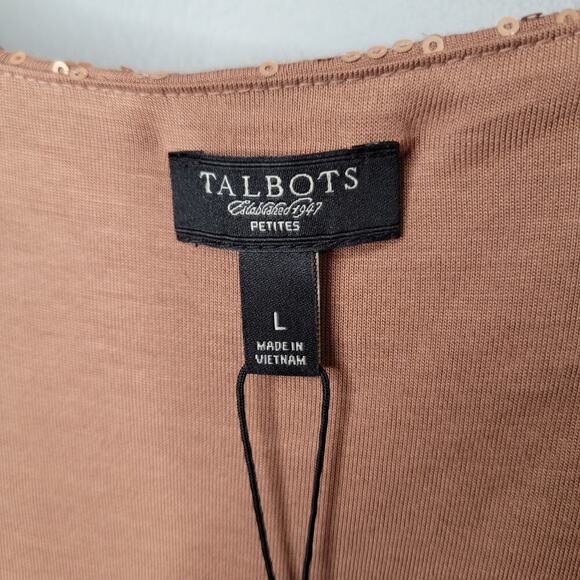 TALBOTS
Established 1947
PETITES
L
MADE IN
VIETNAM